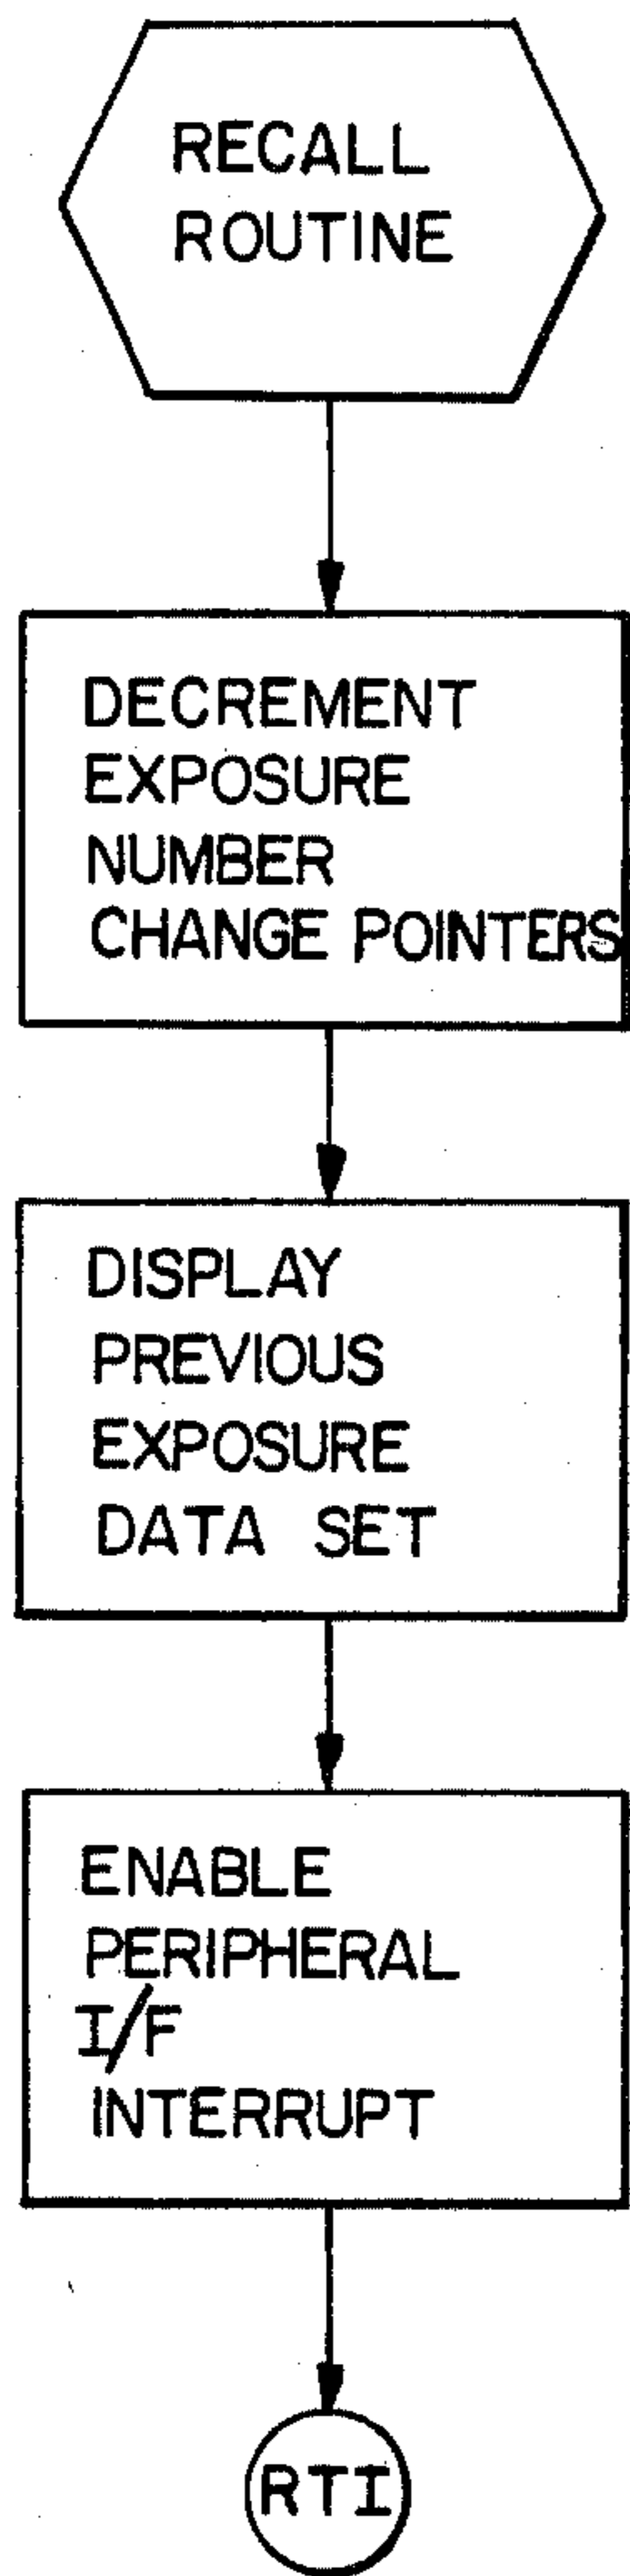 RECALL
ROUTINE
DECREMENT
EXPOSURE
NUMBER
CHANGE POINTERS
DISPLAY
PREVIOUS
EXPOSURE
DATA SET
ENABLE
PERIPHERAL
I/F
INTERRUPT
RTI